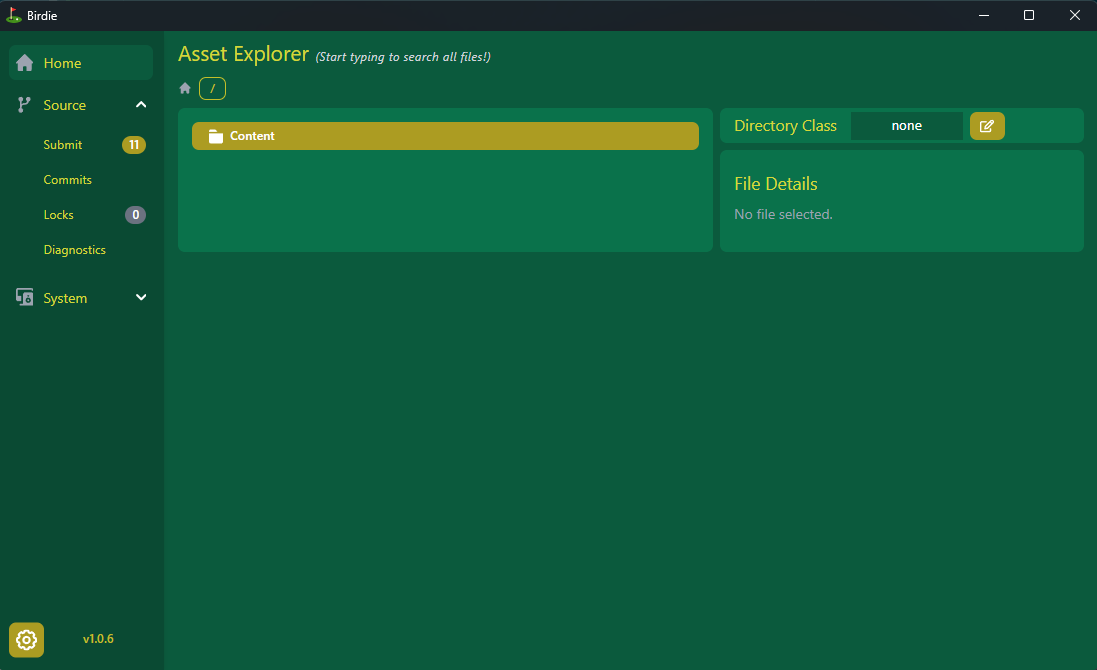 Birdie
Home
Source
Submit 11
Commits
Locks 0
Diagnostics
System
v1.0.6
Asset Explorer (Start typing to search all files!)
/
Content
Directory Class none
File Details
No file selected.